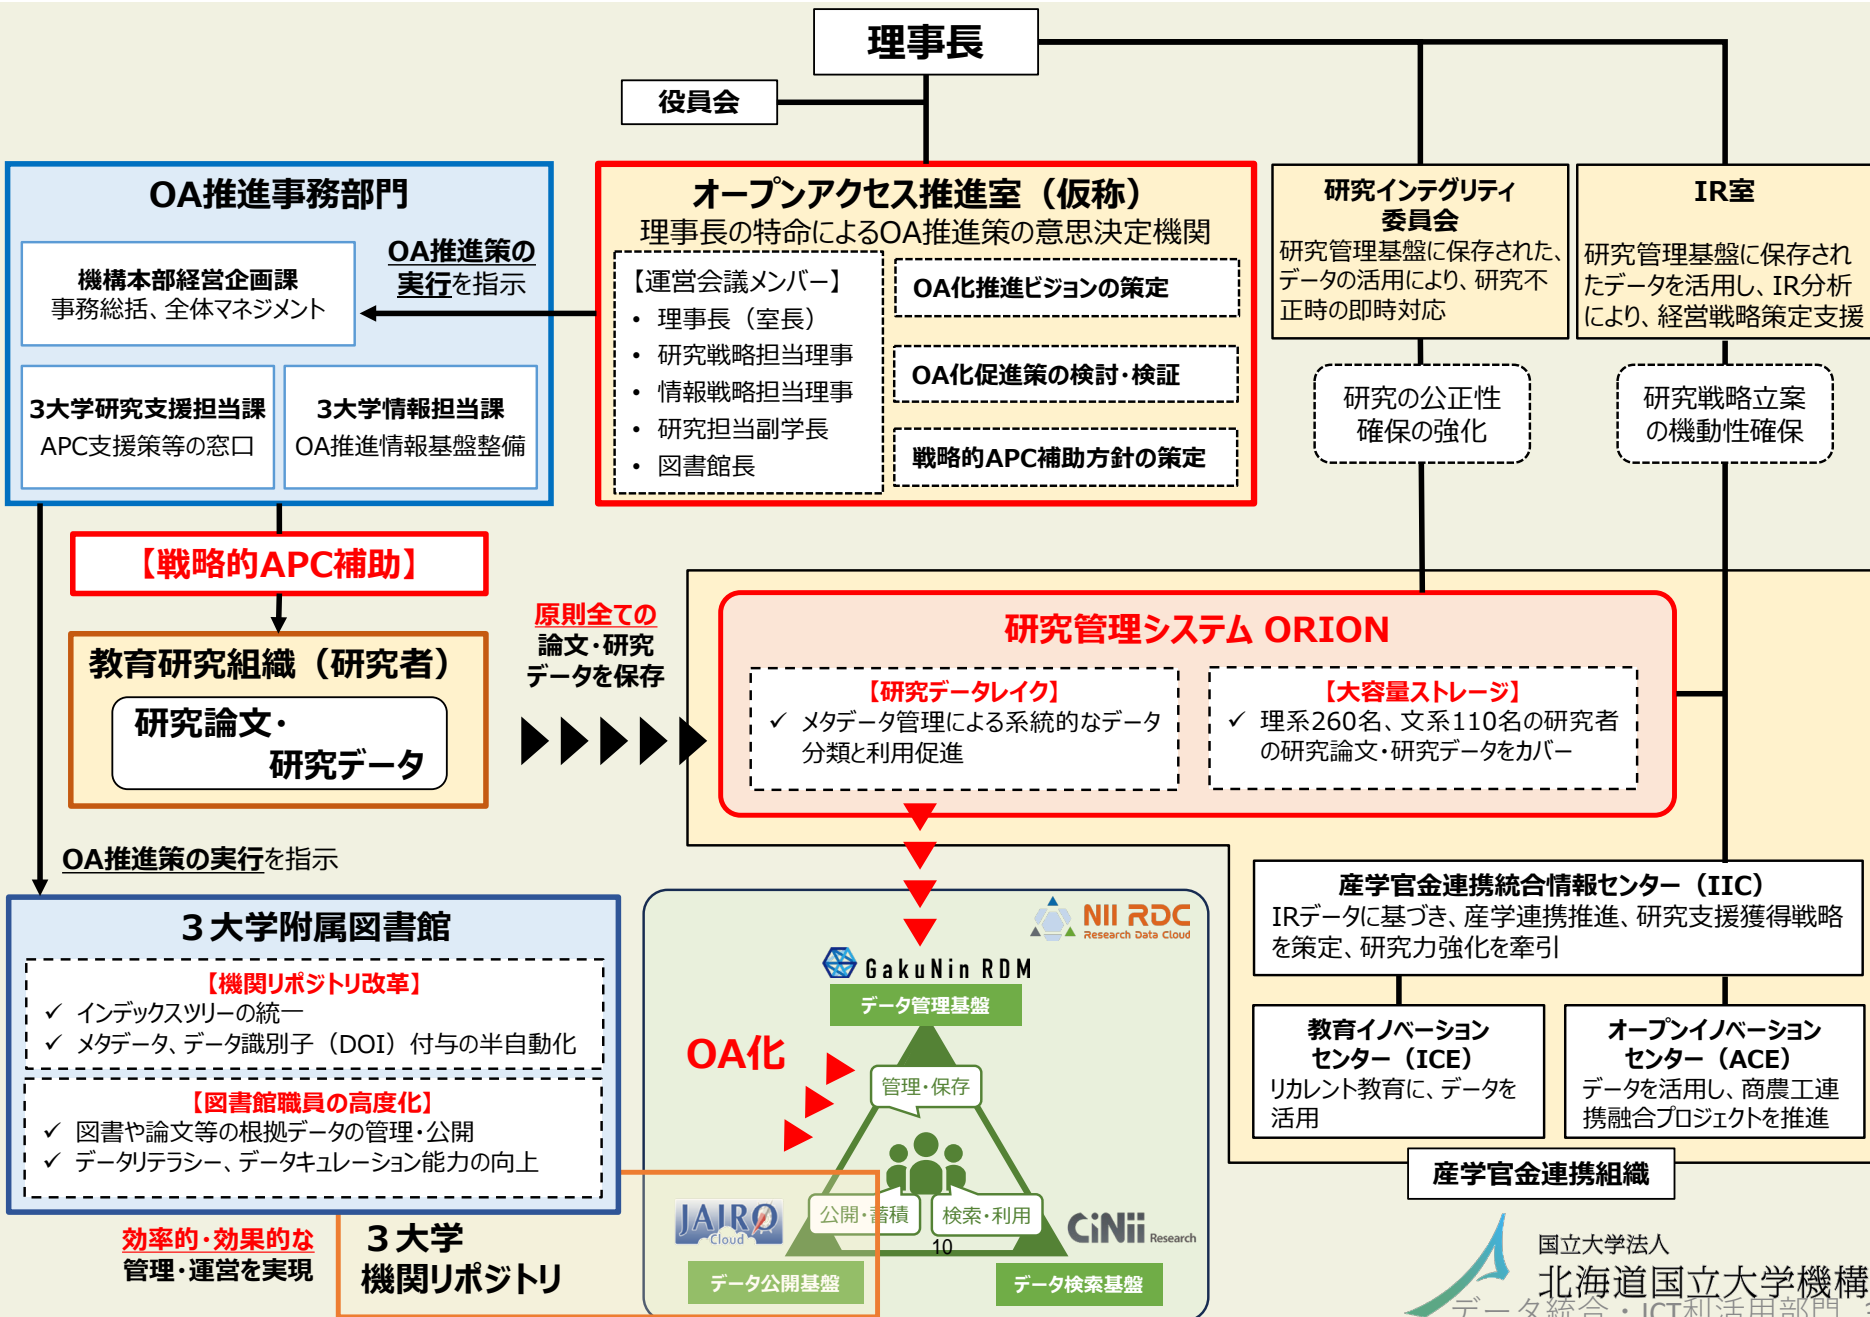 理事長
役員会
OA推進事務部門
機構本部経営企画課
事務総括、全体マネジメント
3大学研究支援担当課
APC支援策等の窓口
3大学情報担当課
OA推進情報基盤整備
OA推進策の
実行を指示
オープンアクセス推進室（仮称）
理事長の特命によるOA推進策の意思決定機関
【運営会議メンバー】
• 理事長（室長）
• 研究戦略担当理事
• 情報戦略担当理事
• 研究担当副学長
• 図書館長
OA化推進ビジョンの策定
OA化促進策の検討・検証
戦略的APC補助方針の策定
研究インテグリティ
委員会
研究管理基盤に保存された、
データの活用により、研究不
正時の即時対応
IR室
研究管理基盤に保存され
たデータを活用し、IR分析
により、経営戦略策定支援
研究の公正性
確保の強化
研究戦略立案
の機動性確保
【戦略的APC補助】
教育研究組織（研究者）
研究論文・
研究データ
原則全ての
論文・研究
データを保存
研究管理システム ORION
【研究データレイク】
✓ メタデータ管理による系統的なデータ
分類と利用促進
【大容量ストレージ】
✓ 理系260名、文系110名の研究者
の研究論文・研究データをカバー
OA推進策の実行を指示
3大学附属図書館
【機関リポジトリ改革】
✓ インデックスツリーの統一
✓ メタデータ、データ識別子（DOI）付与の半自動化
【図書館職員の高度化】
✓ 図書や論文等の根拠データの管理・公開
✓ データリテラシー、データキュレーション能力の向上
効率的・効果的な
管理・運営を実現
3大学
機関リポジトリ
NII RDC
Research Data Cloud
GakuNin RDM
データ管理基盤
OA化
管理・保存
公開・蓄積
検索・利用
JAIRO
Cloud
CiNii Research
データ公開基盤
データ検索基盤
10
産学官金連携統合情報センター（IIC）
IRデータに基づき、産学連携推進、研究支援獲得戦略
を策定、研究力強化を牽引
教育イノベーション
センター（ICE）
リカレント教育に、データを
活用
オープンイノベーション
センター（ACE）
データを活用し、商農工連
携融合プロジェクトを推進
産学官金連携組織
国立大学法人
北海道国立大学機構
データ統合・ICT利活用部門